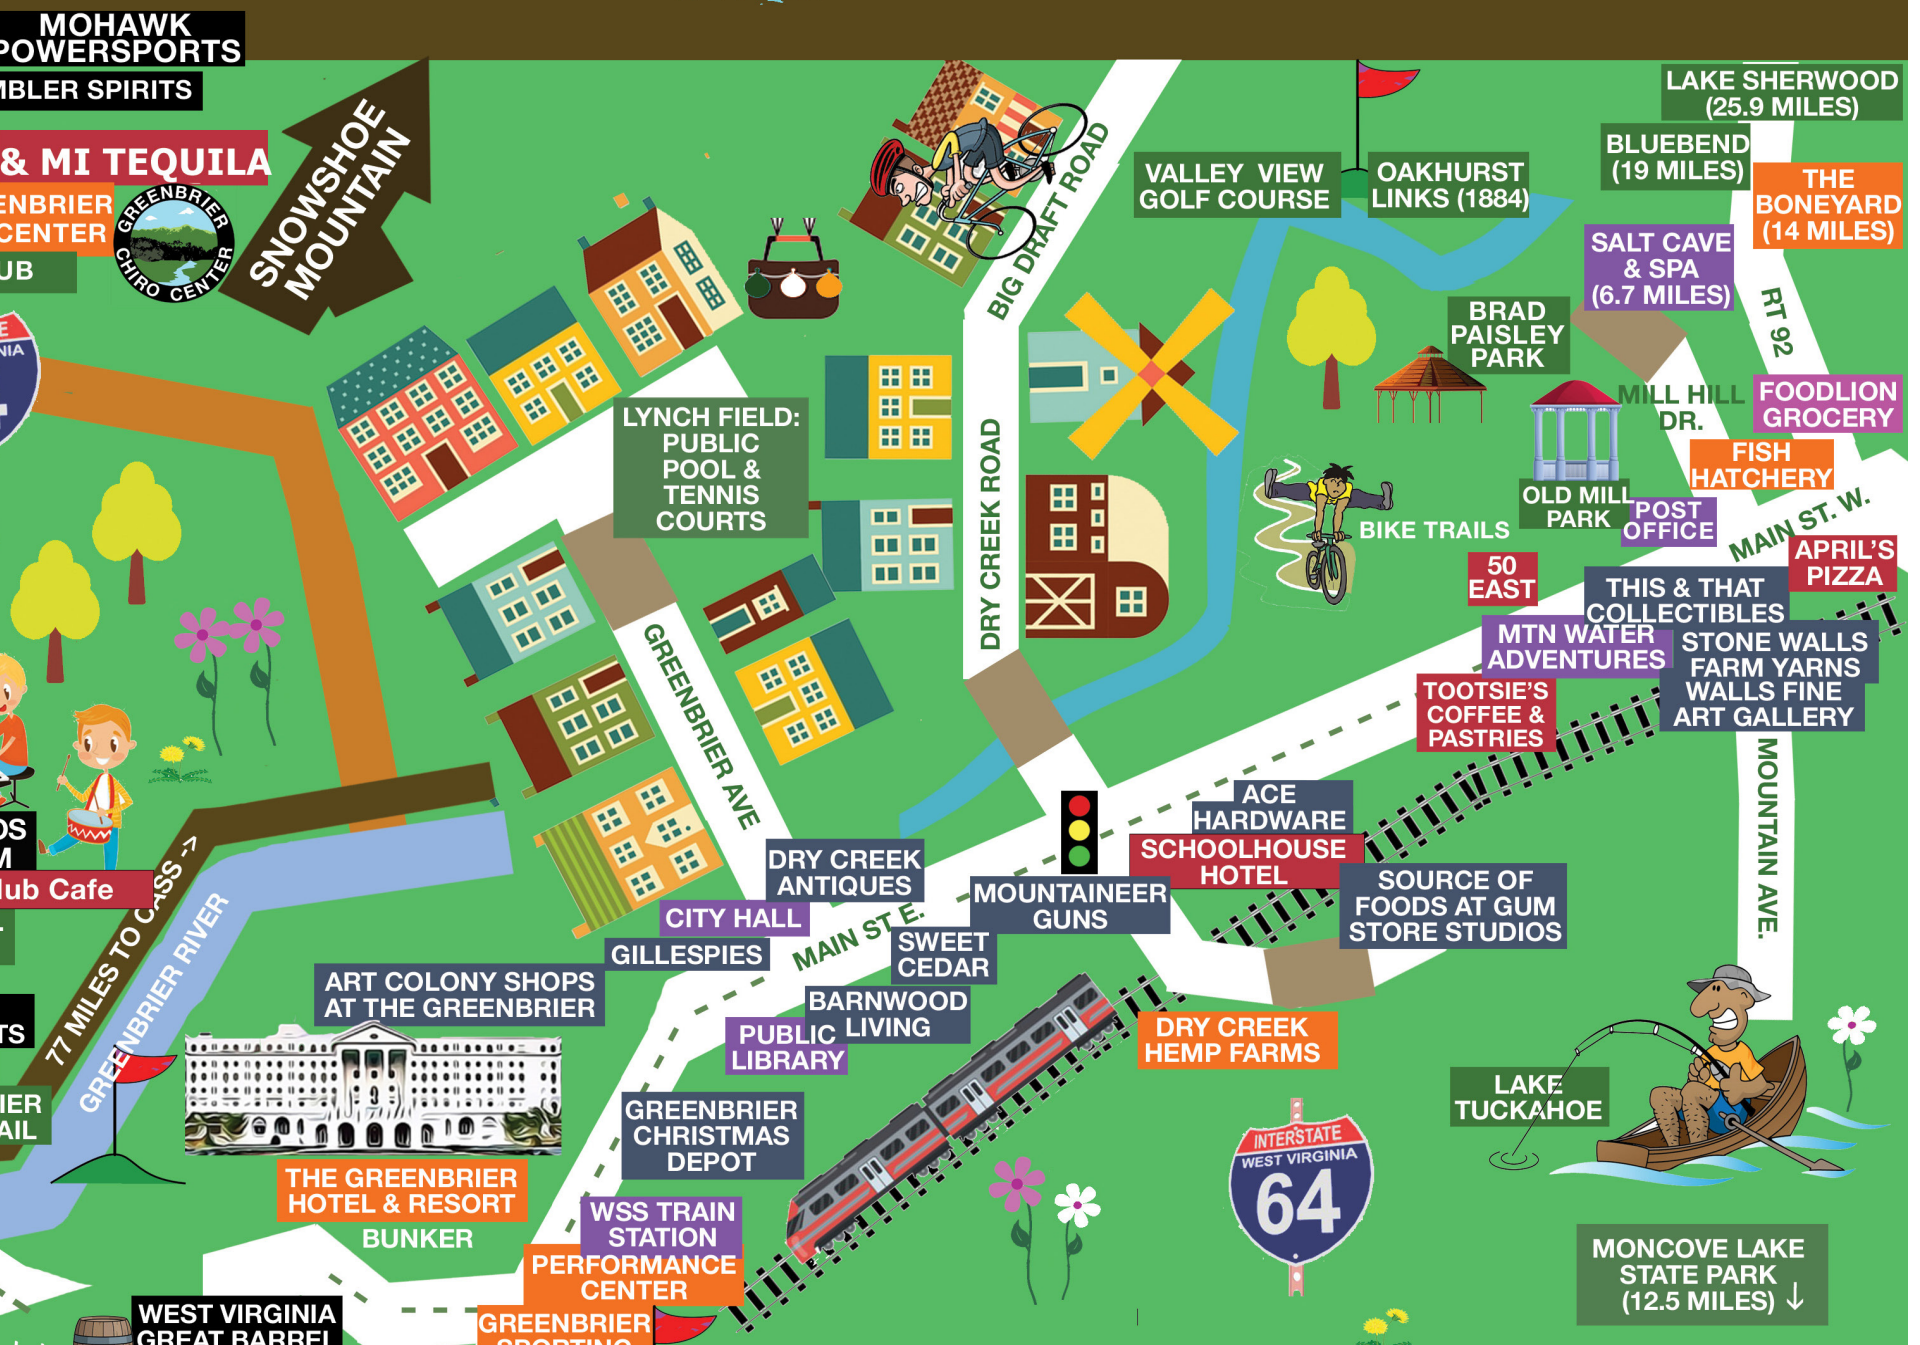 MOHAWK
POWERSPORTS
MBLER SPIRITS
& MI TEQUILA
ENBRIER
CENTER
UB
GREENBRIER
CHIRO CENTER
SNOWSHOE
MOUNTAIN
BIG DRAFT ROAD
VALLEY VIEW
GOLF COURSE
OAKHURST
LINKS (1884)
LAKE SHERWOOD
(25.9 MILES)
BLUEBEND
(19 MILES)
THE
BONEYARD
(14 MILES)
SALT CAVE
& SPA
(6.7 MILES)
RT 92
BRAD
PAISLEY
PARK
MILL HILL
DR.
FOODLION
GROCERY
FISH
HATCHERY
OLD MILL
PARK
POST
OFFICE
MAIN ST. W.
BIKE TRAILS
LYNCH FIELD:
PUBLIC
POOL &
TENNIS
COURTS
DRY CREEK ROAD
GREENBRIER AVE
50
EAST
APRIL'S
PIZZA
THIS & THAT
COLLECTIBLES
MTN WATER
ADVENTURES
STONE WALLS
FARM YARNS
WALLS FINE
ART GALLERY
TOOTSIE'S
COFFEE &
PASTRIES
MOUNTAIN AVE.
ACE
HARDWARE
SCHOOLHOUSE
HOTEL
SOURCE OF
FOODS AT GUM
STORE STUDIOS
MOUNTAINEER
GUNS
DRY CREEK
ANTIQUES
CITY HALL
GILLESPIES
MAIN ST E.
SWEET
CEDAR
BARNWOOD
LIVING
PUBLIC
LIBRARY
DRY CREEK
HEMP FARMS
ART COLONY SHOPS
AT THE GREENBRIER
OS
M
lub Cafe
77 MILES TO CASS ->
GREENBRIER RIVER
TS
IER
AIL
THE GREENBRIER
HOTEL & RESORT
BUNKER
GREENBRIER
CHRISTMAS
DEPOT
WSS TRAIN
STATION
PERFORMANCE
CENTER
GREENBRIER
SPORTING
WEST VIRGINIA
GREAT BARREL
INTERSTATE
WEST VIRGINIA
64
LAKE
TUCKAHOE
MONCOVE LAKE
STATE PARK
(12.5 MILES) ↓